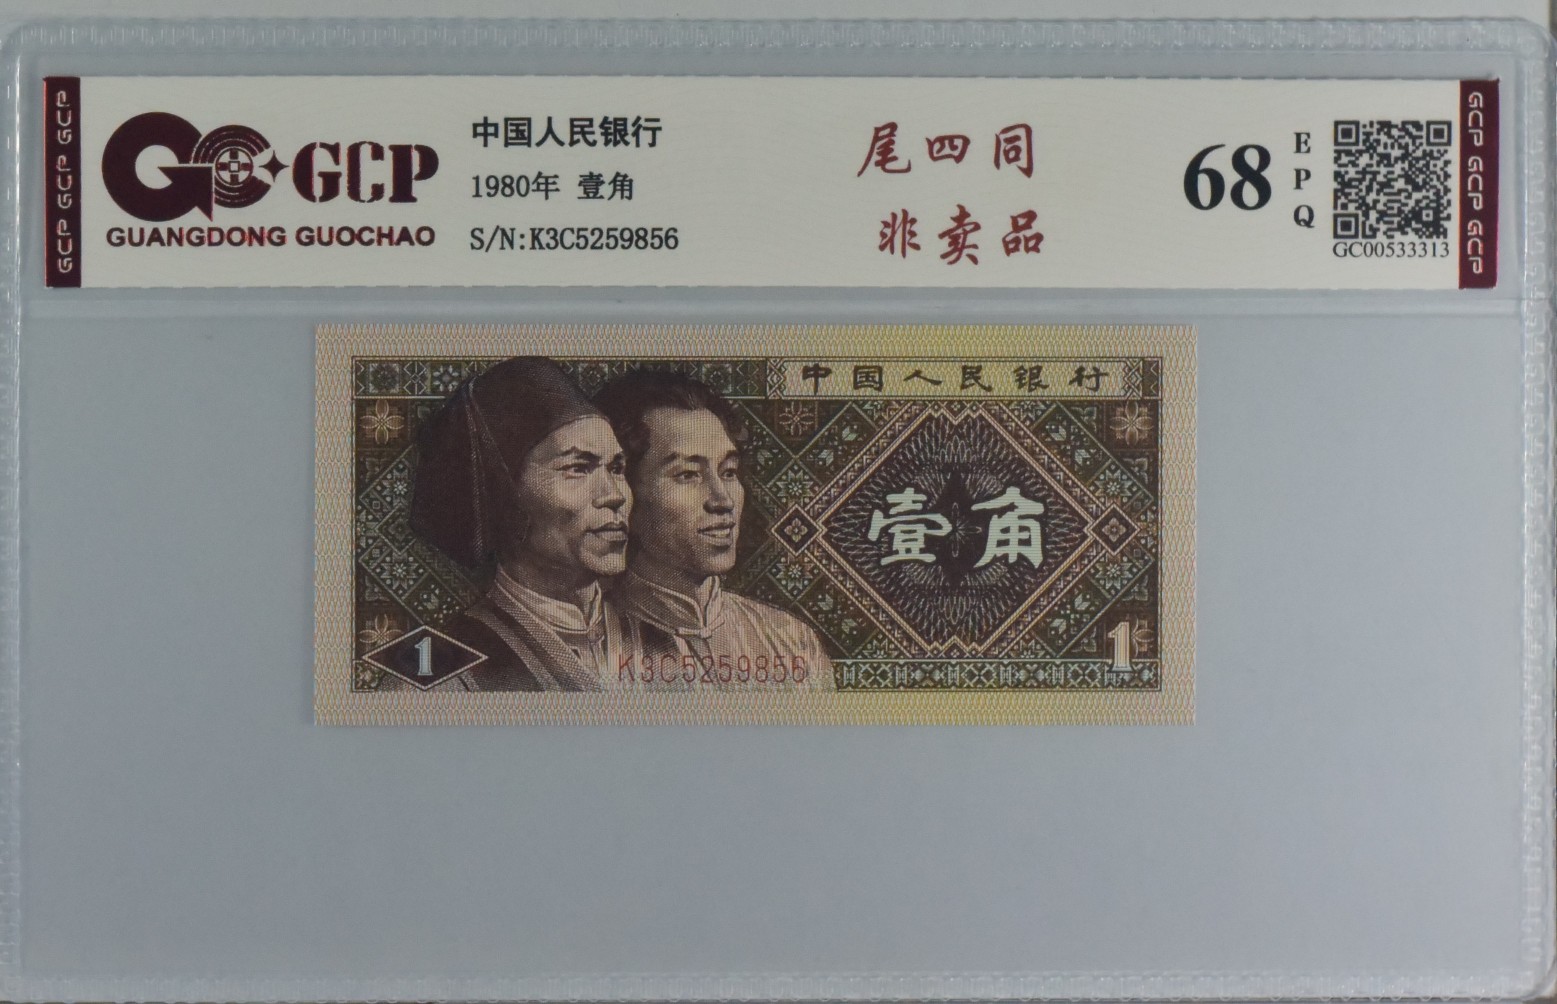 GCP GCP GCP
GCP
GUANGDONG GUOCHAO
中国人民银行
1980年 壹角
S/N:K3C5259856
尾四同
非卖品
68
EPQ
GC00533313
GCP GCP GCP
中国人民银行
壹角
1
K3C5259856
1